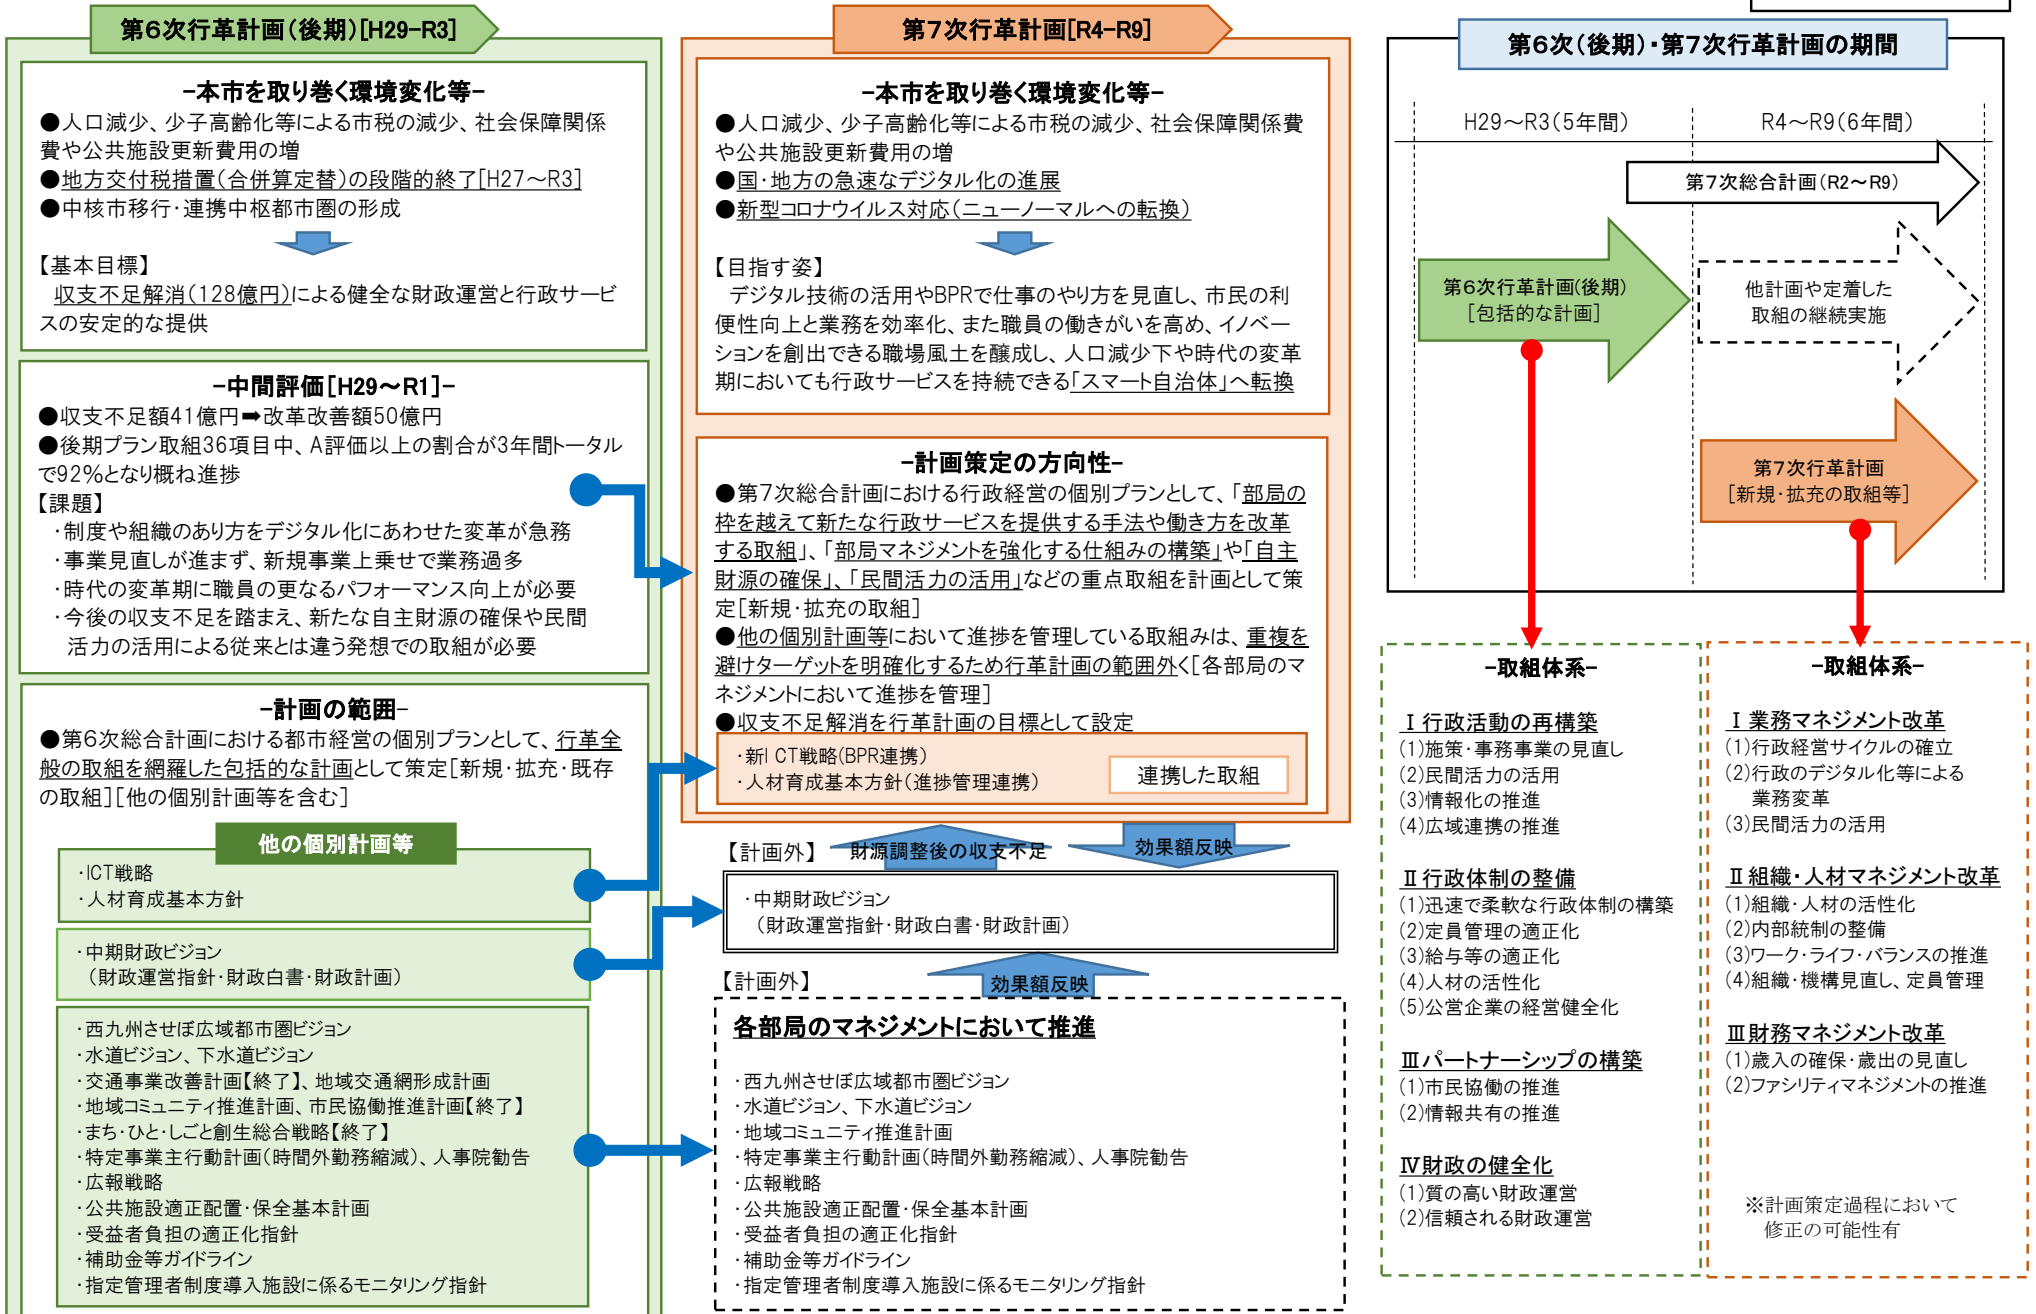 第6次行革計画(後期)[H29-R3]
-本市を取り巻く環境変化等-
●人口減少、少子高齢化等による市税の減少、社会保障関係
費や公共施設更新費用の増
●地方交付税措置(合併算定替)の段階的終了[H27～R3]
●中核市移行・連携中枢都市圏の形成
【基本目標】
収支不足解消(128億円)による健全な財政運営と行政サービ
スの安定的な提供
-中間評価[H29～R1]-
●収支不足額41億円➡改革改善額50億円
●後期プラン取組36項目中、A評価以上の割合が3年間トータル
で92%となり概ね進捗
【課題】
・制度や組織のあり方をデジタル化にあわせた変革が急務
・事業見直しが進まず、新規事業上乗せで業務過多
・時代の変革期に職員の更なるパフォーマンス向上が必要
・今後の収支不足を踏まえ、新たな自主財源の確保や民間
活力の活用による従来とは違う発想での取組が必要
-計画の範囲-
●第6次総合計画における都市経営の個別プランとして、行革全
般の取組を網羅した包括的な計画として策定[新規・拡充・既存
の取組][他の個別計画等を含む]
他の個別計画等
・ICT戦略
・人材育成基本方針
・中期財政ビジョン
(財政運営指針・財政白書・財政計画)
・西九州させぼ広域都市圏ビジョン
・水道ビジョン、下水道ビジョン
・交通事業改善計画【終了】、地域交通網形成計画
・地域コミュニティ推進計画、市民協働推進計画【終了】
・まち・ひと・しごと創生総合戦略【終了】
・特定事業主行動計画(時間外勤務縮減)、人事院勧告
・広報戦略
・公共施設適正配置・保全基本計画
・受益者負担の適正化指針
・補助金等ガイドライン
・指定管理者制度導入施設に係るモニタリング指針
第7次行革計画[R4-R9]
-本市を取り巻く環境変化等-
●人口減少、少子高齢化等による市税の減少、社会保障関係費
や公共施設更新費用の増
●国・地方の急速なデジタル化の進展
●新型コロナウイルス対応(ニューノーマルへの転換)
【目指す姿】
デジタル技術の活用やBPRで仕事のやり方を見直し、市民の利
便性向上と業務を効率化、また職員の働きがいを高め、イノベー
ションを創出できる職場風土を醸成し、人口減少下や時代の変革
期においても行政サービスを持続できる「スマート自治体」へ転換
-計画策定の方向性-
●第7次総合計画における行政経営の個別プランとして、「部局の
枠を越えて新たな行政サービスを提供する手法や働き方を改革
する取組」、「部局マネジメントを強化する仕組みの構築」や「自主
財源の確保」、「民間活力の活用」などの重点取組を計画として策
定[新規・拡充の取組]
●他の個別計画等において進捗を管理している取組みは、重複を
避けターゲットを明確化するため行革計画の範囲外く[各部局のマ
ネジメントにおいて進捗を管理]
●収支不足解消を行革計画の目標として設定
・新ICT戦略(BPR連携)
・人材育成基本方針(進捗管理連携)
連携した取組
【計画外】
財源調整後の収支不足
効果額反映
・中期財政ビジョン
(財政運営指針・財政白書・財政計画)
【計画外】
効果額反映
各部局のマネジメントにおいて推進
・西九州させぼ広域都市圏ビジョン
・水道ビジョン、下水道ビジョン
・地域コミュニティ推進計画
・特定事業主行動計画(時間外勤務縮減)、人事院勧告
・広報戦略
・公共施設適正配置・保全基本計画
・受益者負担の適正化指針
・補助金等ガイドライン
・指定管理者制度導入施設に係るモニタリング指針
第6次(後期)・第7次行革計画の期間
H29～R3(5年間)
R4～R9(6年間)
第7次総合計画(R2～R9)
第6次行革計画(後期)
[包括的な計画]
他計画や定着した
取組の継続実施
第7次行革計画
[新規・拡充の取組等]
-取組体系-
Ⅰ 行政活動の再構築
(1)施策・事務事業の見直し
(2)民間活力の活用
(3)情報化の推進
(4)広域連携の推進
Ⅱ 行政体制の整備
(1)迅速で柔軟な行政体制の構築
(2)定員管理の適正化
(3)給与等の適正化
(4)人材の活性化
(5)公営企業の経営健全化
Ⅲ パートナーシップの構築
(1)市民協働の推進
(2)情報共有の推進
Ⅳ 財政の健全化
(1)質の高い財政運営
(2)信頼される財政運営
-取組体系-
Ⅰ 業務マネジメント改革
(1)行政経営サイクルの確立
(2)行政のデジタル化等による
業務変革
(3)民間活力の活用
Ⅱ 組織・人材マネジメント改革
(1)組織・人材の活性化
(2)内部統制の整備
(3)ワーク・ライフ・バランスの推進
(4)組織・機構見直し、定員管理
Ⅲ 財務マネジメント改革
(1)歳入の確保・歳出の見直し
(2)ファシリティマネジメントの推進
※計画策定過程において
修正の可能性有